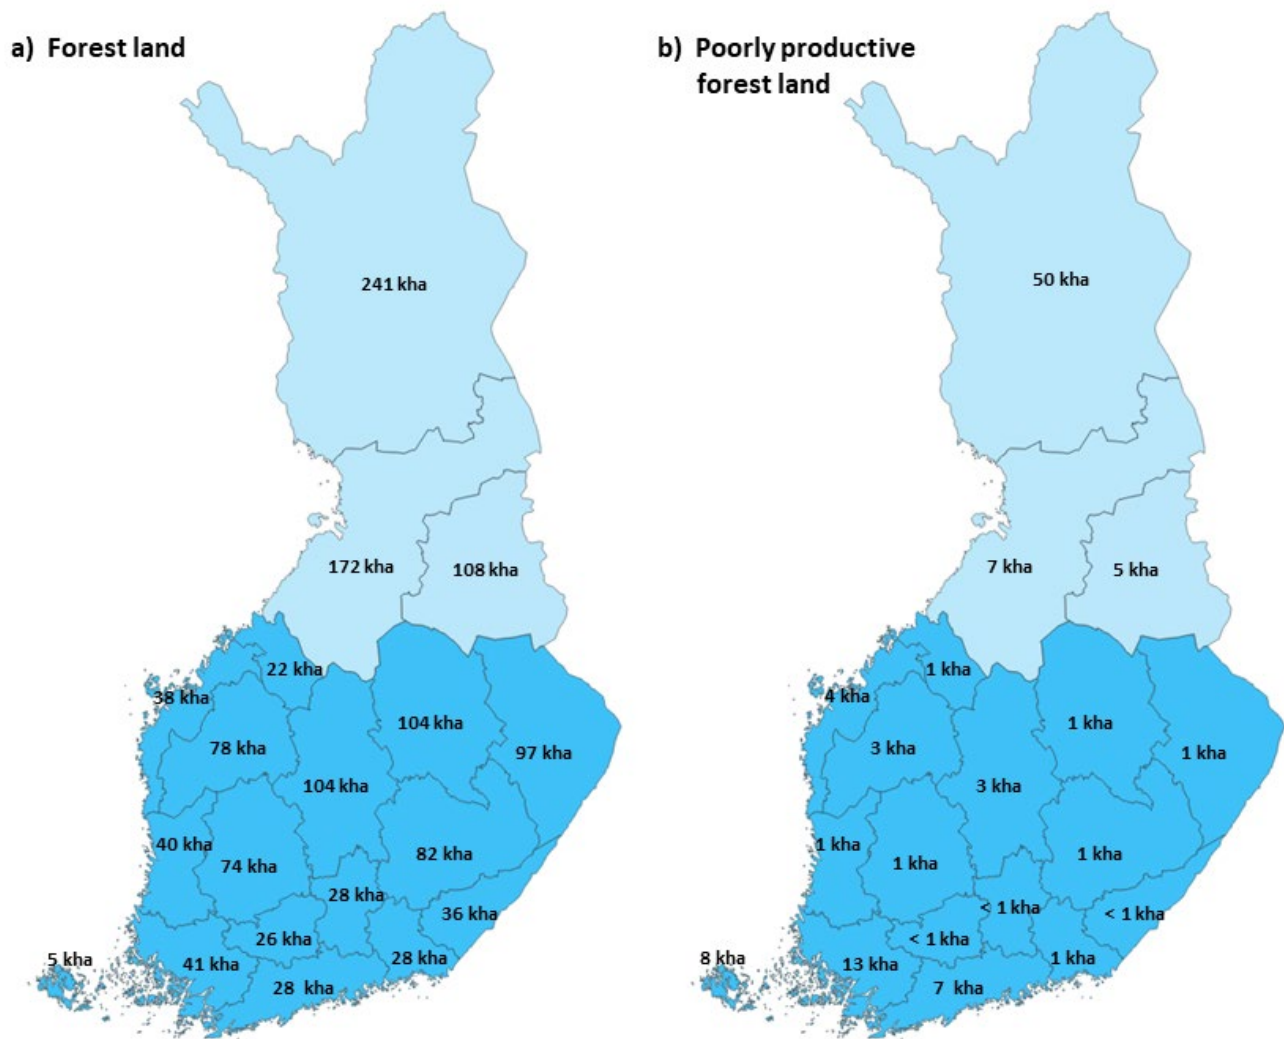 a) Forest land
241 kha
172 kha
108 kha
22 kha
38 kha
104 kha
78 kha
97 kha
104 kha
40 kha
82 kha
74 kha
28 kha
36 kha
26 kha
28 kha
5 kha
41 kha
28 kha
b) Poorly productive
forest land
50 kha
7 kha
5 kha
1 kha
4 kha
1 kha
3 kha
1 kha
3 kha
1 kha
1 kha
1 kha
< 1 kha
< 1 kha
< 1 kha
1 kha
8 kha
13 kha
7 kha